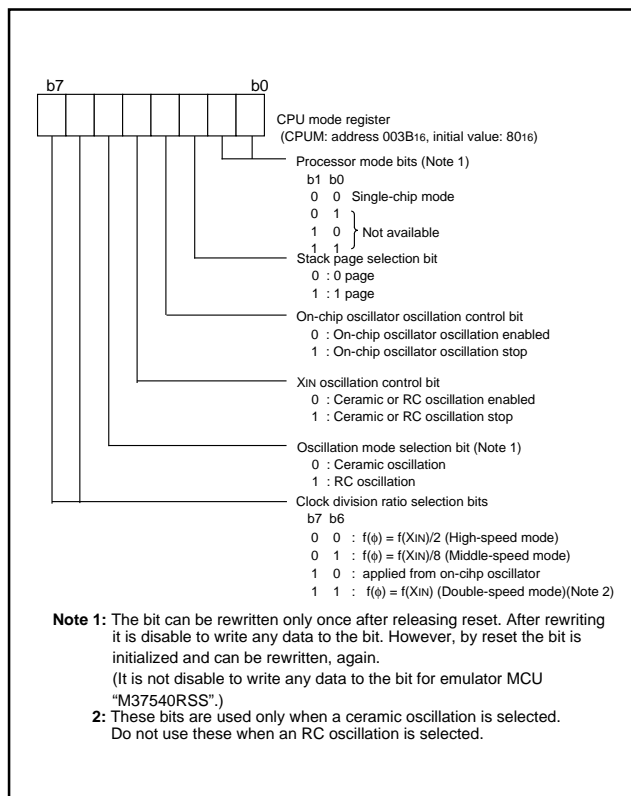 b7 b0
CPU mode register
(CPUM: address 003B16, initial value: 8016)
Processor mode bits (Note 1)
b1 b0
0 0 Single-chip mode
0 1
1 0 Not available
1 1
Stack page selection bit
0 : 0 page
1 : 1 page
On-chip oscillator oscillation control bit
0 : On-chip oscillator oscillation enabled
1 : On-chip oscillator oscillation stop
XIN oscillation control bit
0 : Ceramic or RC oscillation enabled
1 : Ceramic or RC oscillation stop
Oscillation mode selection bit (Note 1)
0 : Ceramic oscillation
1 : RC oscillation
Clock division ratio selection bits
b7 b6
0 0 : f(φ) = f(XIN)/2 (High-speed mode)
0 1 : f(φ) = f(XIN)/8 (Middle-speed mode)
1 0 : applied from on-cihp oscillator
1 1 : f(φ) = f(XIN) (Double-speed mode)(Note 2)
Note 1: The bit can be rewritten only once after releasing reset. After rewriting
it is disable to write any data to the bit. However, by reset the bit is
initialized and can be rewritten, again.
(It is not disable to write any data to the bit for emulator MCU
“M37540RSS”.)
2: These bits are used only when a ceramic oscillation is selected.
Do not use these when an RC oscillation is selected.